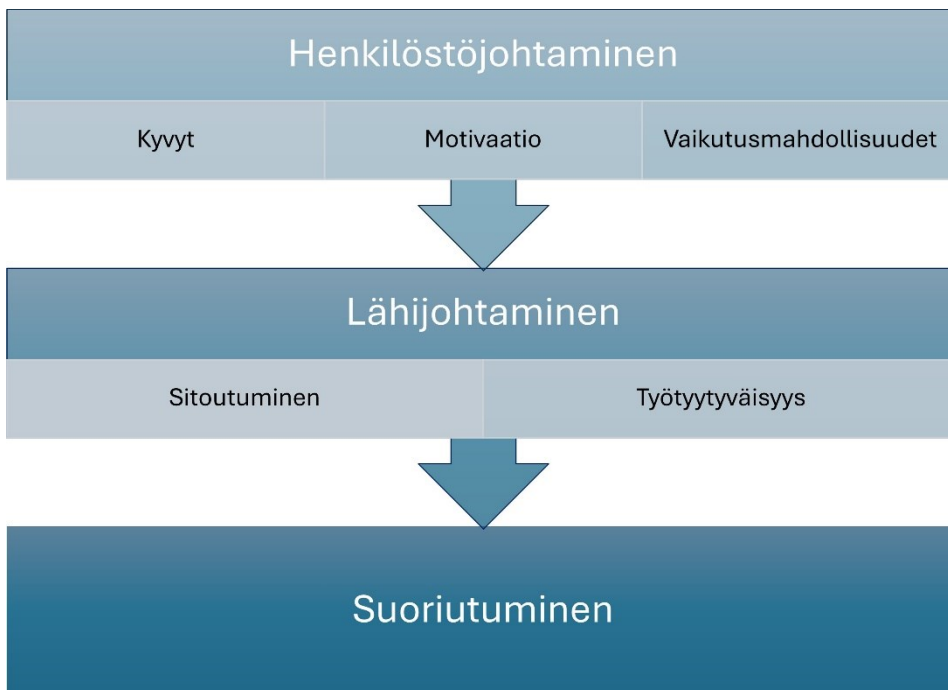 Henkilöstöjohtaminen
Kyvyt
Motivaatio
Vaikutusmahdollisuudet
Lähijohtaminen
Sitoutuminen
Työtyytyväisyys
Suoriutuminen